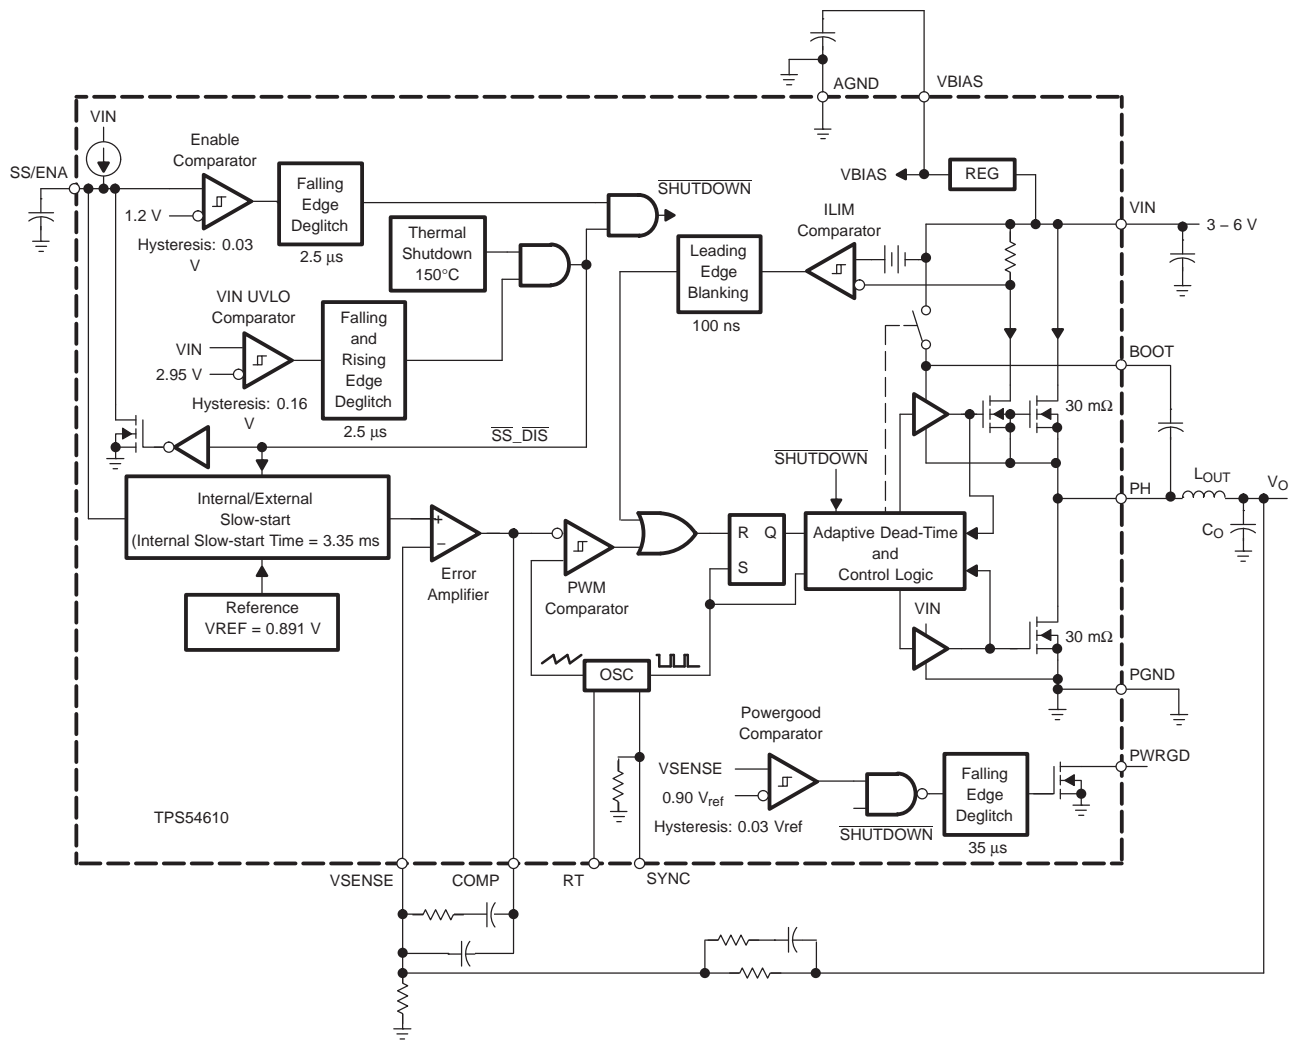 AGND
VBIAS
VIN
Enable
Comparator
SS/ENA
1.2 V
Hysteresis: 0.03
V
Falling
Edge
Deglitch
2.5 μs
Thermal
Shutdown
150°C
SHUTDOWN
VBIAS
REG
VIN
3 – 6 V
ILIM
Comparator
Leading
Edge
Blanking
100 ns
VIN UVLO
Comparator
VIN
2.95 V
Hysteresis: 0.16
V
Falling
and
Rising
Edge
Deglitch
2.5 μs
SS_DIS
BOOT
30 mΩ
SHUTDOWN
PH
LOUT
VO
CO
Internal/External
Slow-start
(Internal Slow-start Time = 3.35 ms
+
−
Error
Amplifier
PWM
Comparator
R Q
S
Adaptive Dead-Time
and
Control Logic
Reference
VREF = 0.891 V
VIN
30 mΩ
OSC
PGND
Powergood
Comparator
VSENSE
0.90 Vref
Hysteresis: 0.03 Vref
SHUTDOWN
Falling
Edge
Deglitch
35 μs
PWRGD
TPS54610
VSENSE
COMP
RT
SYNC